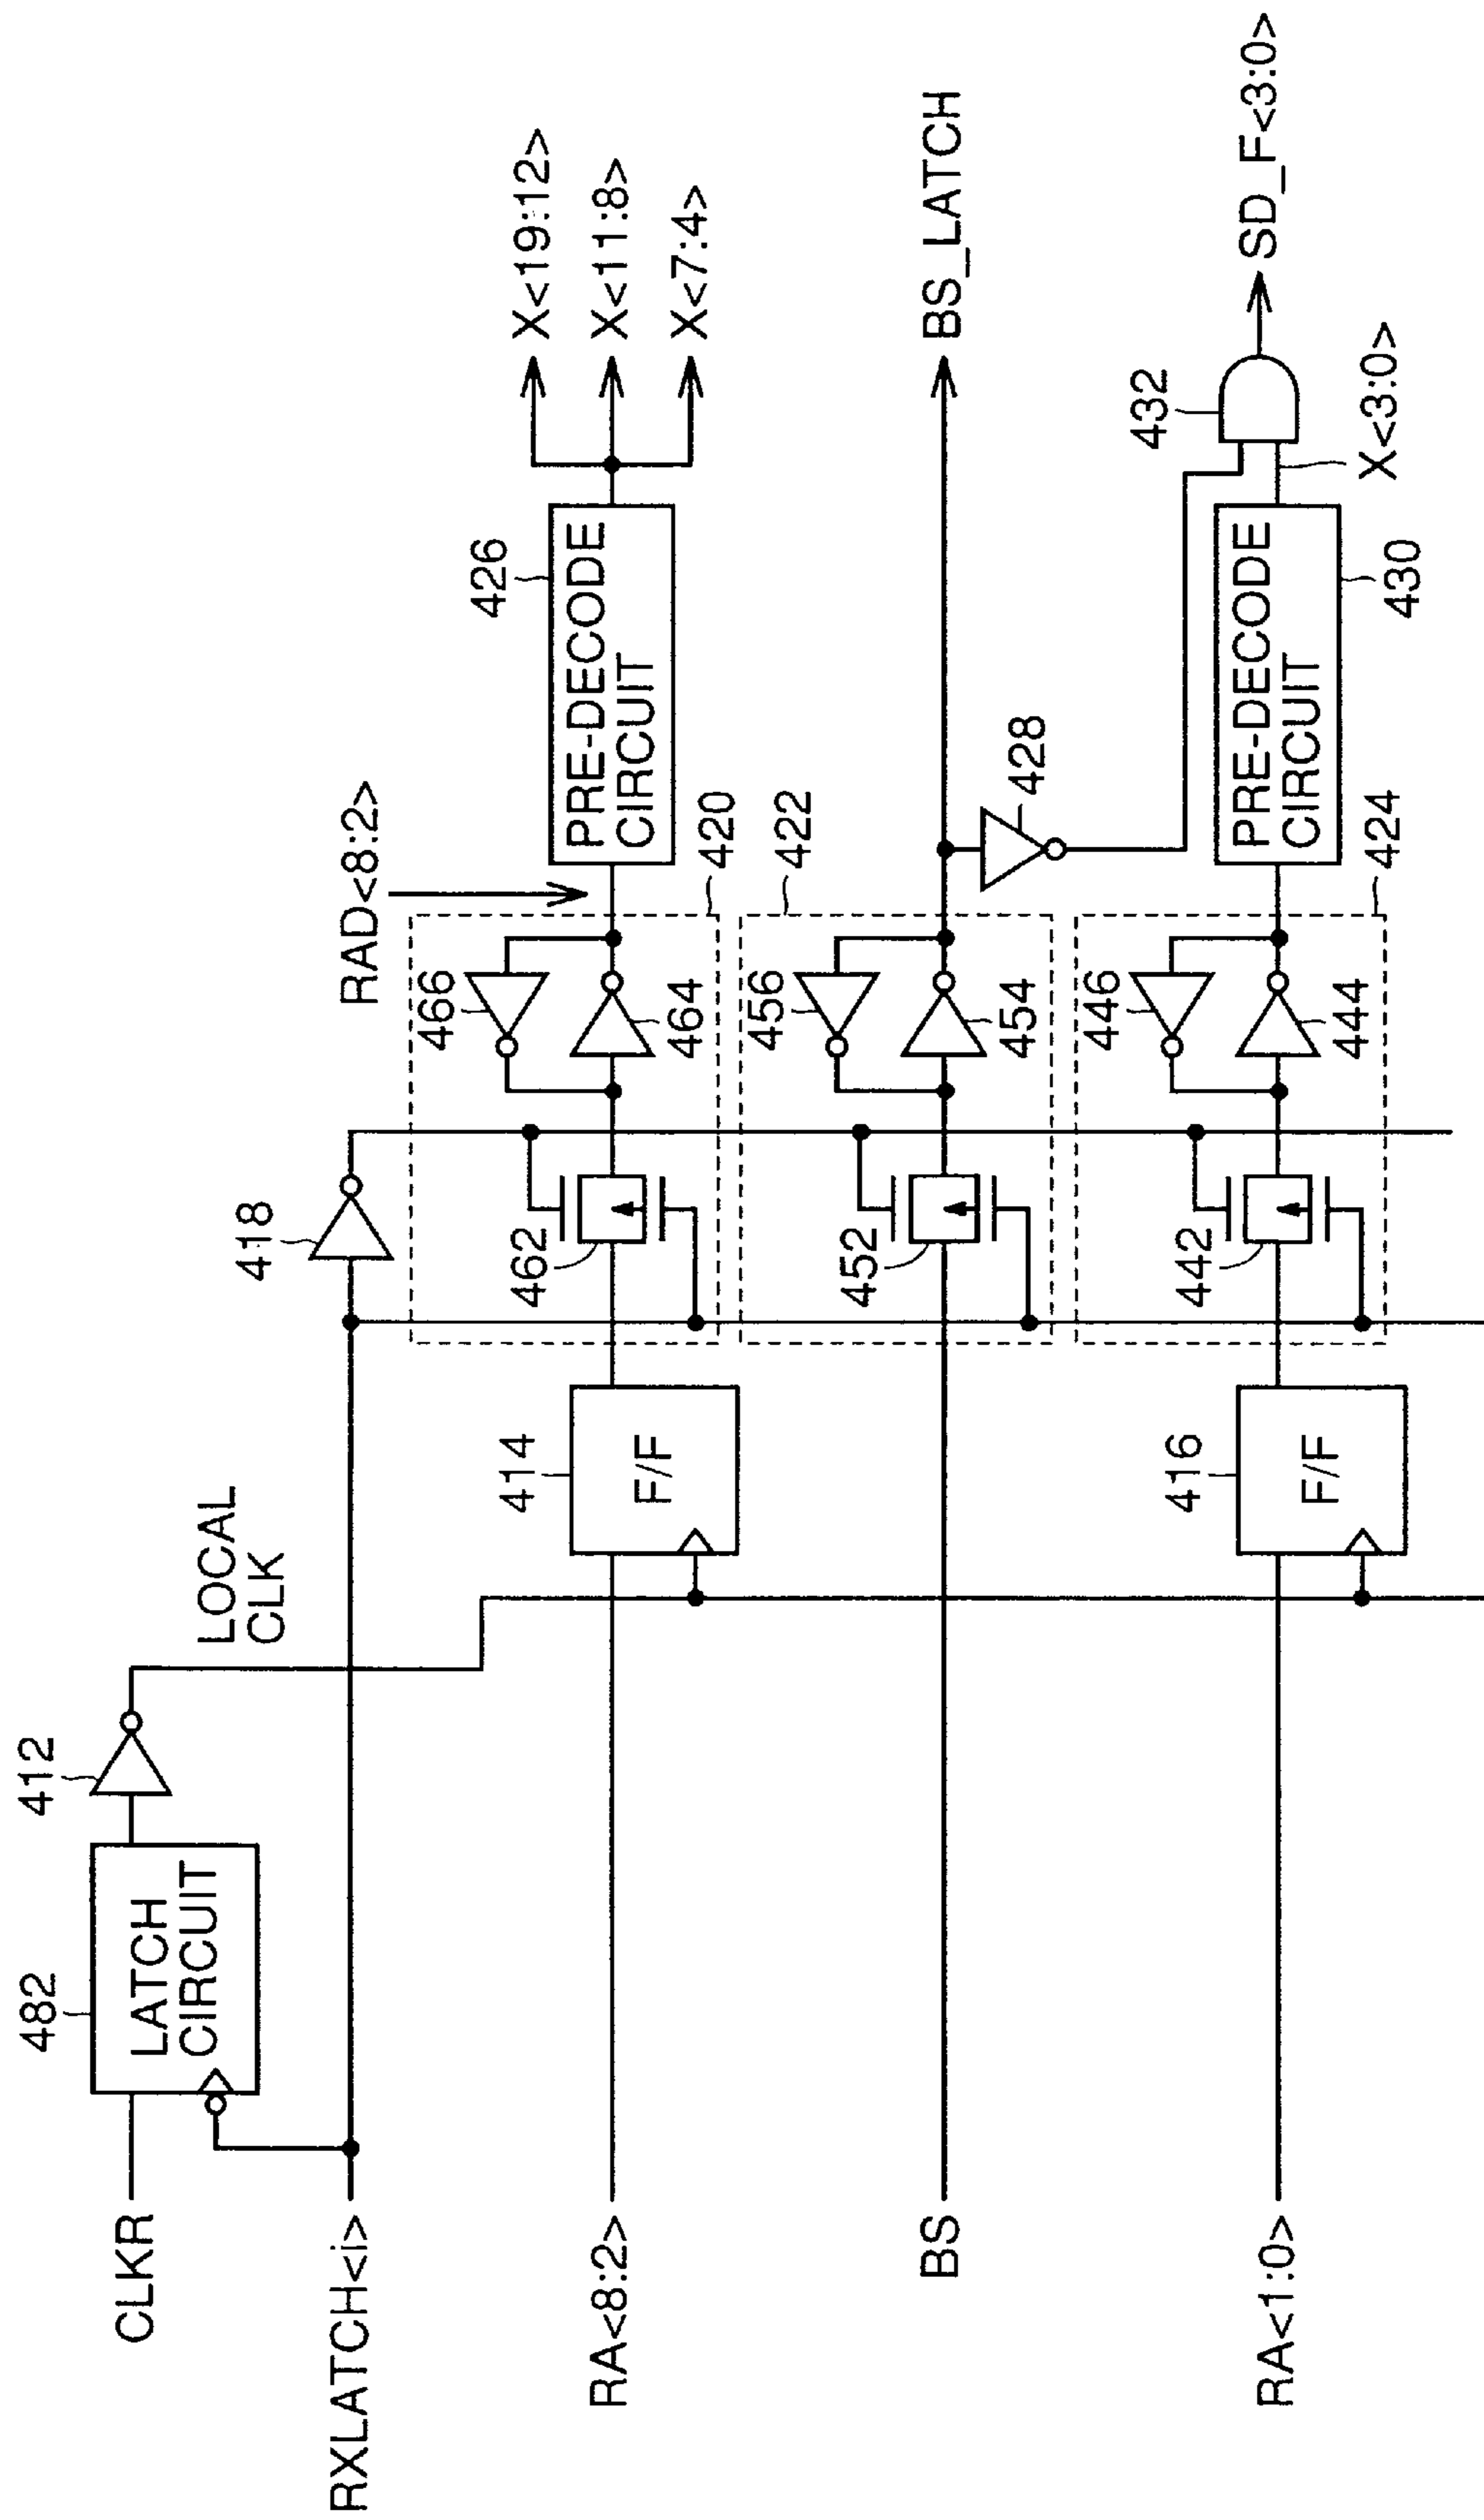 CLKR
482
LATCH
CIRCUIT
412
LOCAL
CLK
RXLATCH<i>
418
RA<8:2>
414
F/F
462
466
464
RAD<8:2>
420
426
PRE-DECODE
CIRCUIT
X<19:12>
X<11:8>
X<7:4>
BS
452
456
454
422
428
BS_LATCH
RA<1:0>
416
F/F
442
446
444
424
PRE-DECODE
CIRCUIT
430
432
X<3:0>
SD_F<3:0>